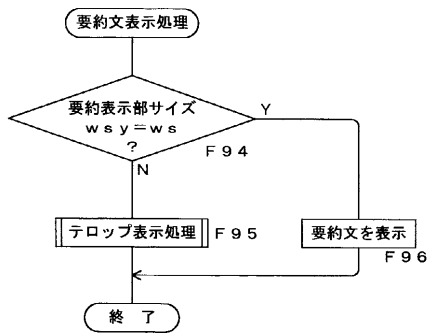 要約文表示処理
要約表示部サイズ
ｗｓｙ＝ｗｓ
？
Ｙ
Ｆ９４
Ｎ
テロップ表示処理
Ｆ９５
要約文を表示
Ｆ９６
終 了